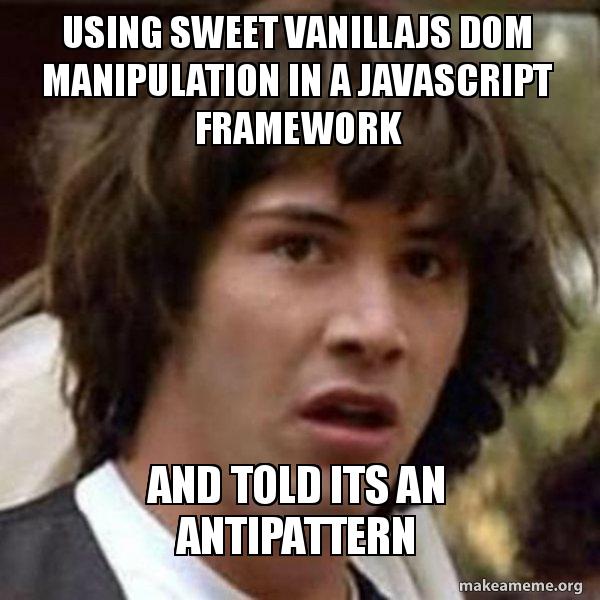 USING SWEET VANILLAJS DOM
MANIPULATION IN A JAVASCRIPT
FRAMEWORK
AND TOLD ITS AN
ANTIPATTERN
makeameme.org